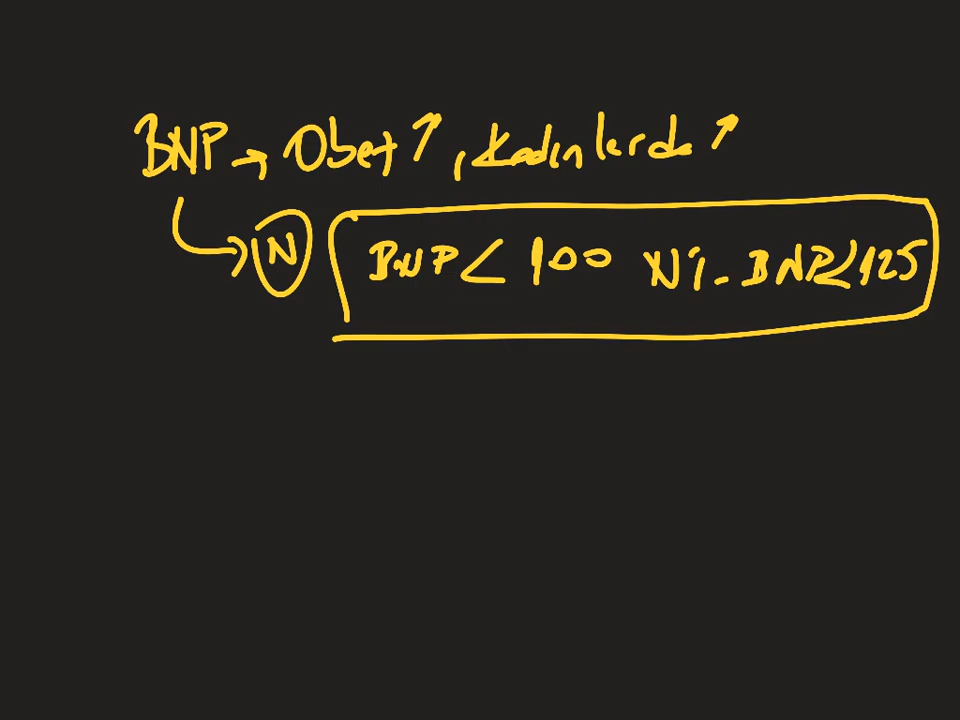 BNP → Obez ↑, Kadınlarda ↑
→ N BNP < 100 NT-BNP < 125